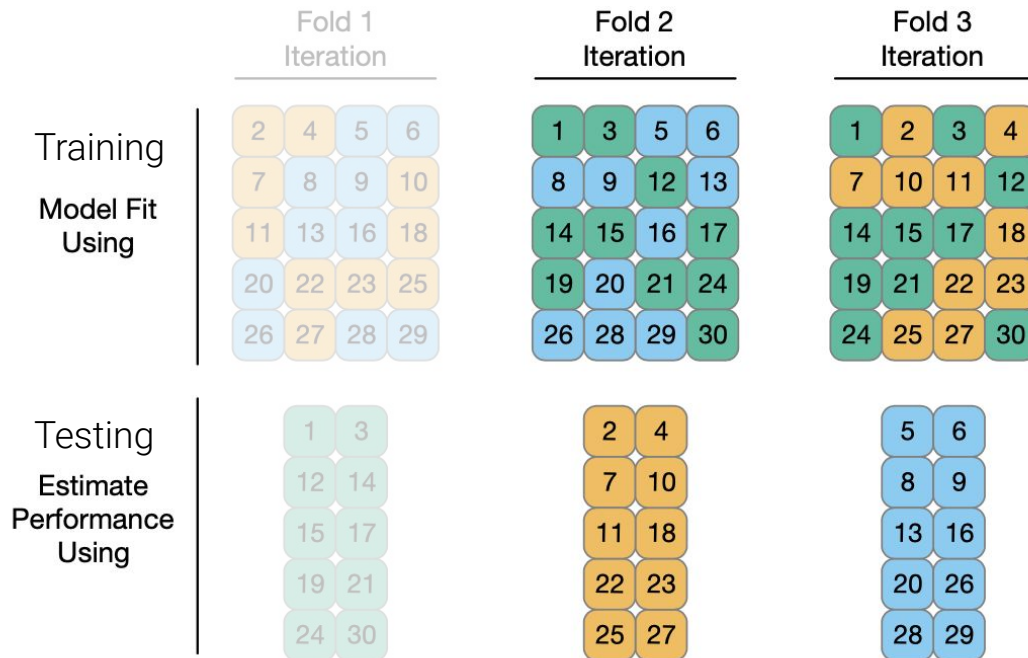 Fold 1
Iteration
Fold 2
Iteration
Fold 3
Iteration
Training
Model Fit
Using
2 4 5 6
7 8 9 10
11 13 16 18
20 22 23 25
26 27 28 29
1 3 5 6
8 9 12 13
14 15 16 17
19 20 21 24
26 28 29 30
1 2 3 4
7 10 11 12
14 15 17 18
19 21 22 23
24 25 27 30
Testing
Estimate
Performance
Using
1 3
12 14
15 17
19 21
24 30
2 4
7 10
11 18
22 23
25 27
5 6
8 9
13 16
20 26
28 29